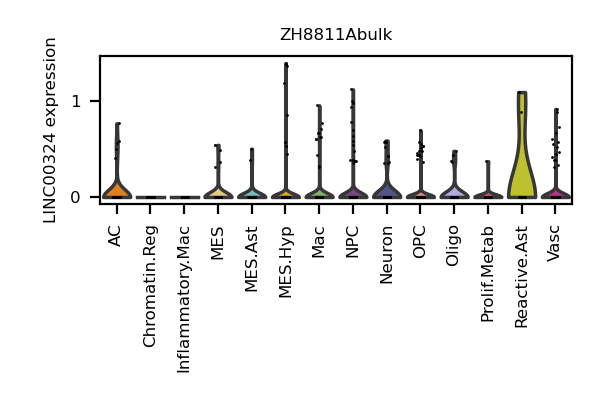 ZH8811Abulk
LINC00324 expression
1
0
AC
Chromatin.Reg
Inflammatory.Mac
MES
MES.Ast
MES.Hyp
Mac
NPC
Neuron
OPC
Oligo
Prolif.Metab
Reactive.Ast
Vasc